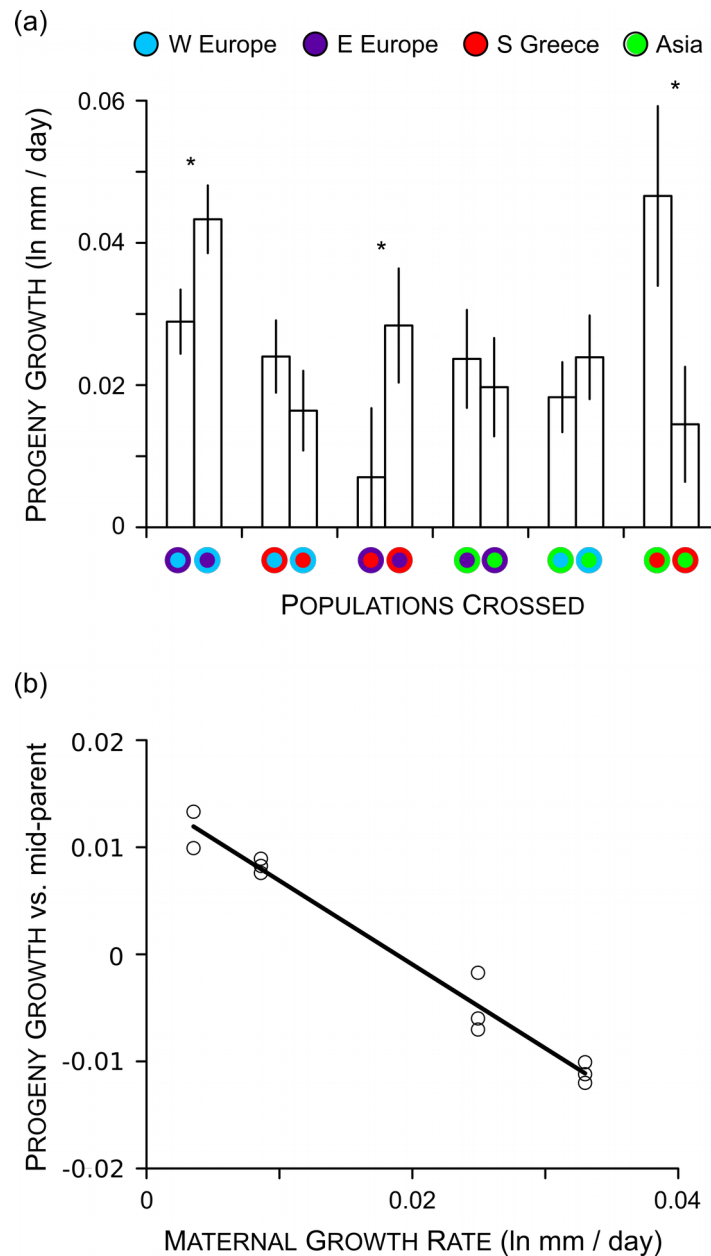 (a)
W Europe E Europe S Greece Asia
PROGENY GROWTH (ln mm / day)
0.06
0.04
0.02
0
* * * 
POPULATIONS CROSSED
(b)
PROGENY GROWTH vs. mid-parent
0.02
0.01
0
-0.01
-0.02
0 0.02 0.04
MATERNAL GROWTH RATE (ln mm / day)